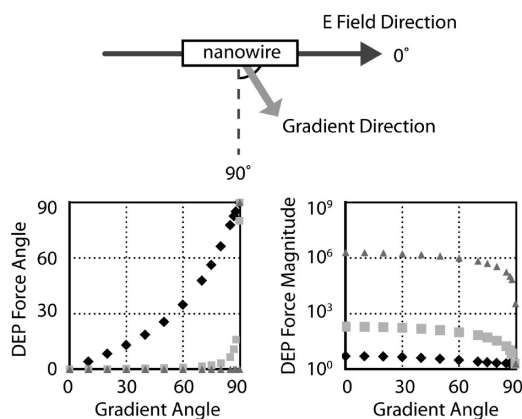 E Field Direction
nanowire
0°
Gradient Direction
90°
DEP Force Angle
90
60
30
0
0
30
60
90
Gradient Angle
DEP Force Magnitude
10⁹
10⁶
10³
10⁰
0
30
60
90
Gradient Angle